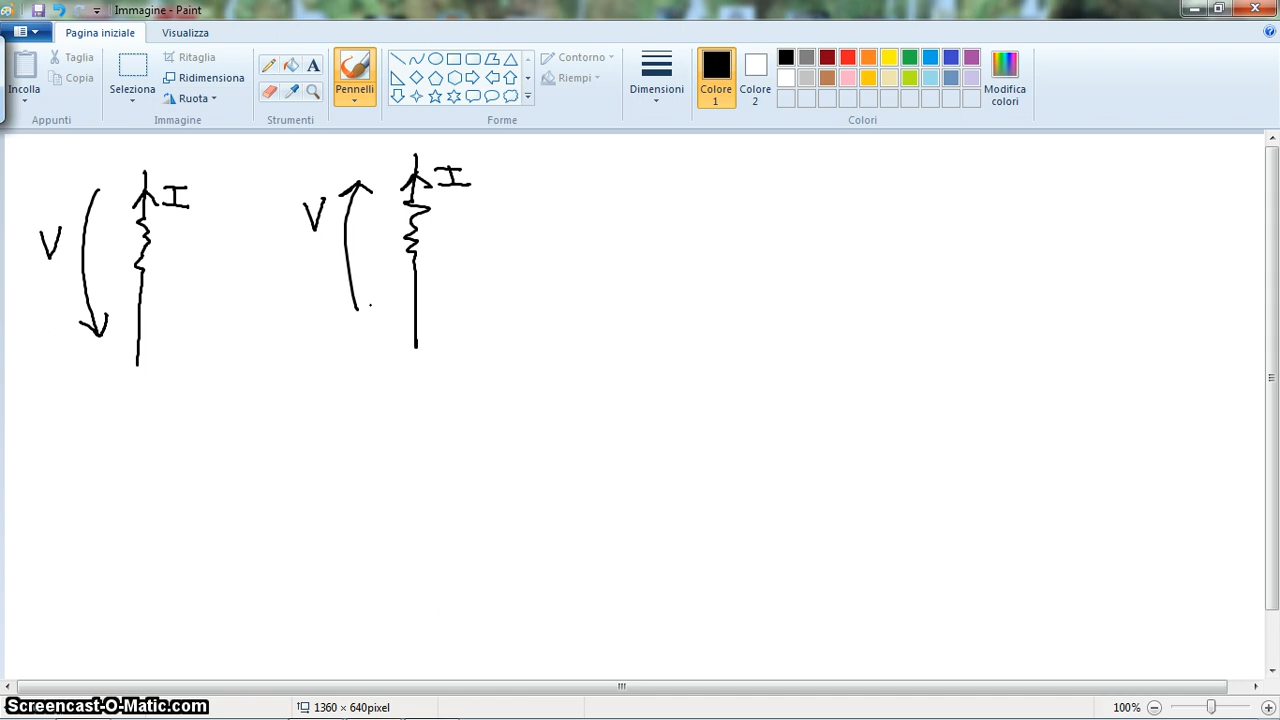 Immagine - Paint
Pagina iniziale
Visualizza
Incolla
Taglia
Copia
Appunti
Seleziona
Ritaglia
Ridimensiona
Ruota
Immagine
A
Strumenti
Pennelli
Contorno
Riempi
Forme
Dimensioni
Colore 1
Colore 2
Modifica colori
Colori
V
I
V
I
Screencast-O-Matic.com
1360 × 640pixel
100%